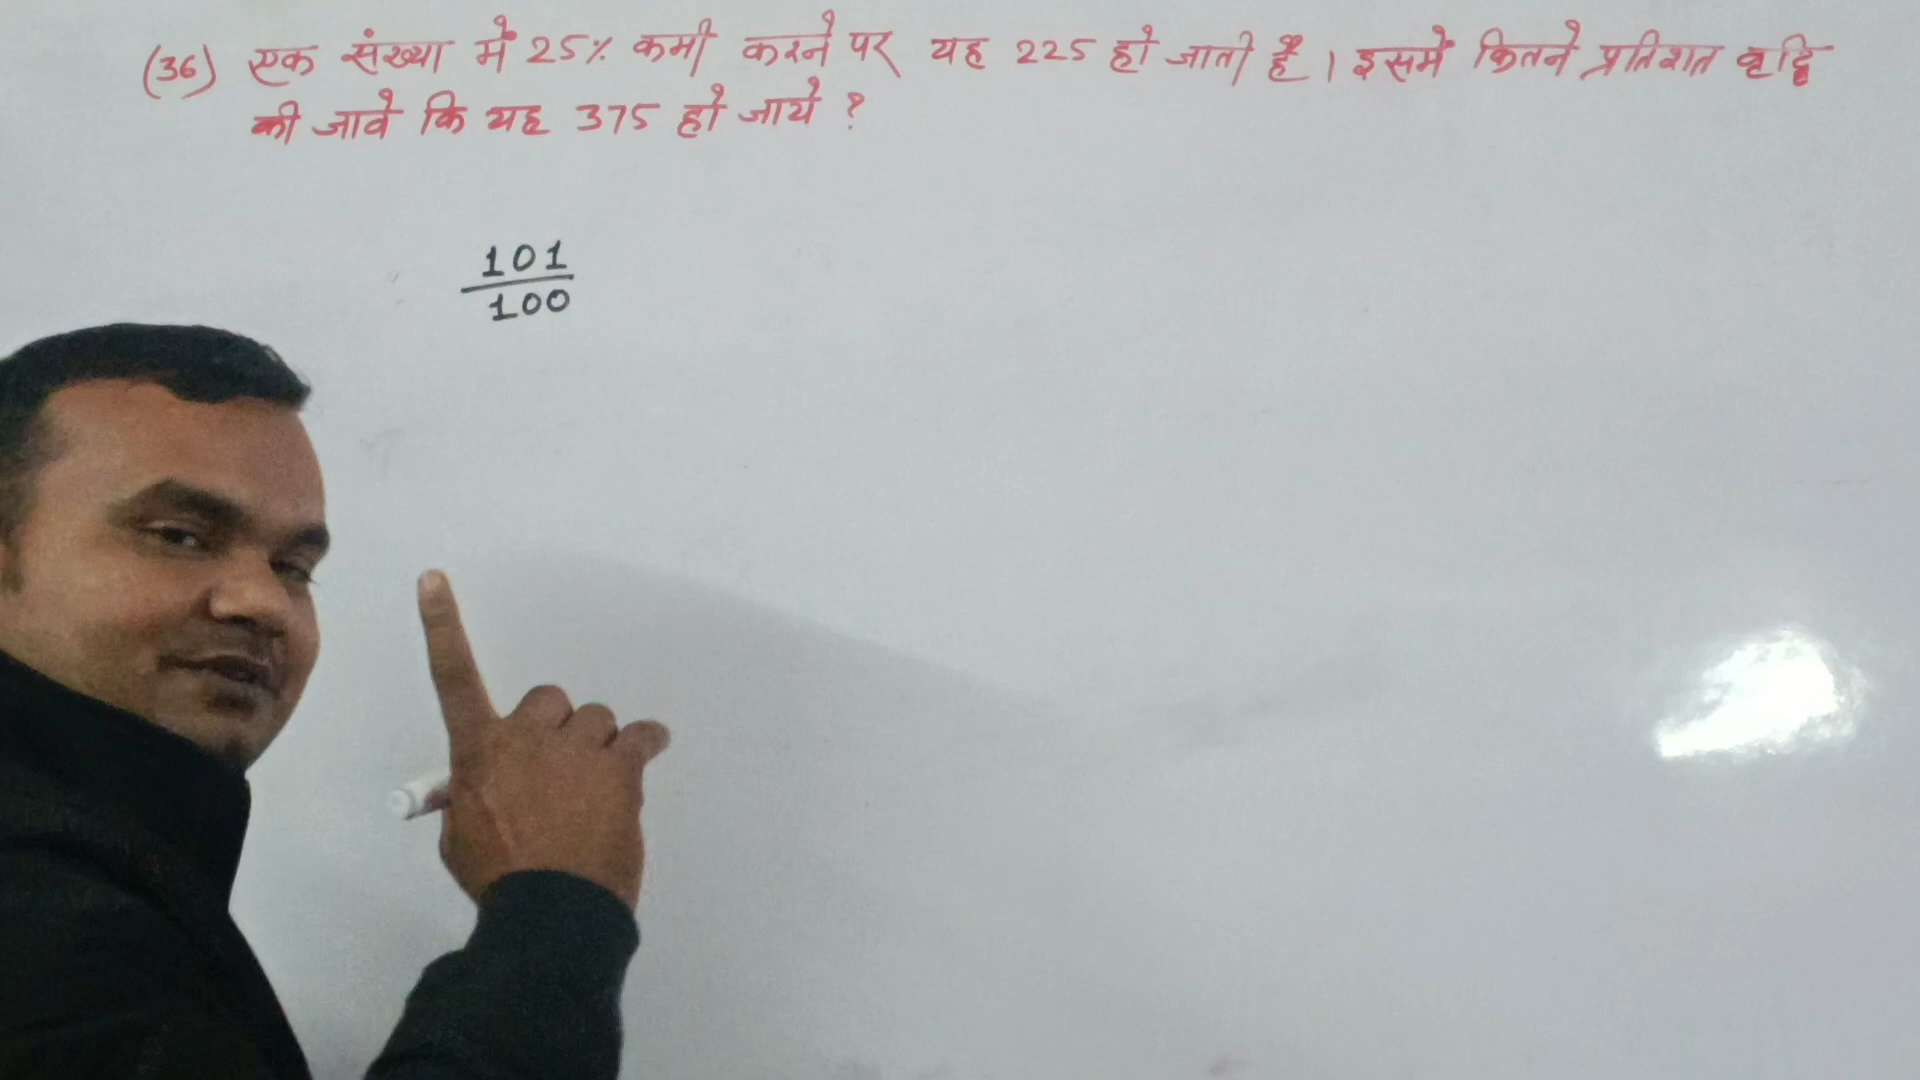 (36) एक संख्या में 25% कमी करने पर यह 225 हो जाती है । इसमें कितने प्रतिशत वृद्धि
की जावे कि यह 375 हो जाये ?
101
100